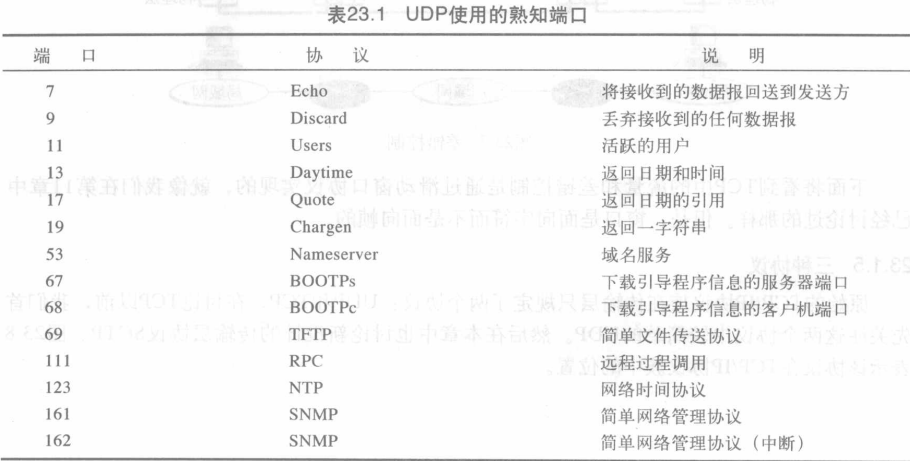 表23.1 UDP使用的熟知端口
端 口 协 议 说 明
7 Echo 将接收到的数据报回送到发送方
9 Discard 丢弃接收到的任何数据报
11 Users 活跃的用户
13 Daytime 返回日期和时间
17 Quote 返回日期的引用
19 Chargen 返回一字符串
53 Nameserver 域名服务
67 BOOTPs 下载引导程序信息的服务器端口
68 BOOTPc 下载引导程序信息的客户机端口
69 TFTP 简单文件传送协议
111 RPC 远程过程调用
123 NTP 网络时间协议
161 SNMP 简单网络管理协议
162 SNMP 简单网络管理协议（中断）